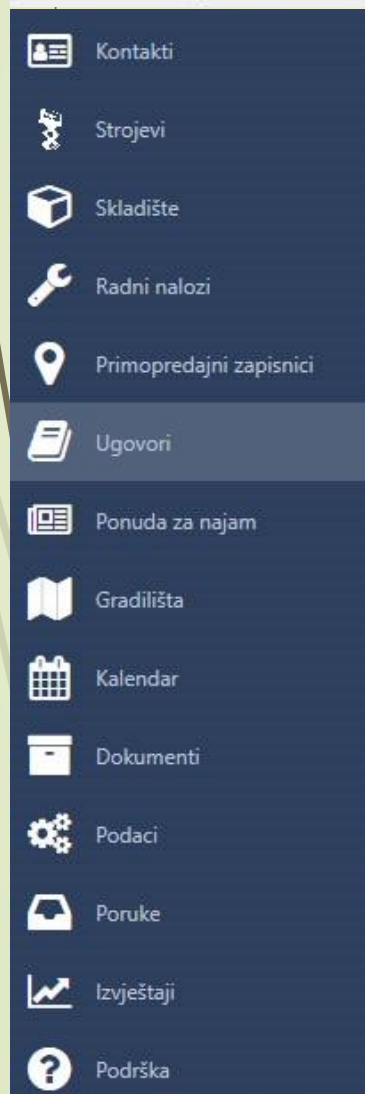 Kontakti
Strojevi
Skladište
Radni nalozi
Primopredajni zapisnici
Ugovori
Ponuda za najam
Gradilišta
Kalendar
Dokumenti
Podaci
Poruke
Izvještaji
Podrška